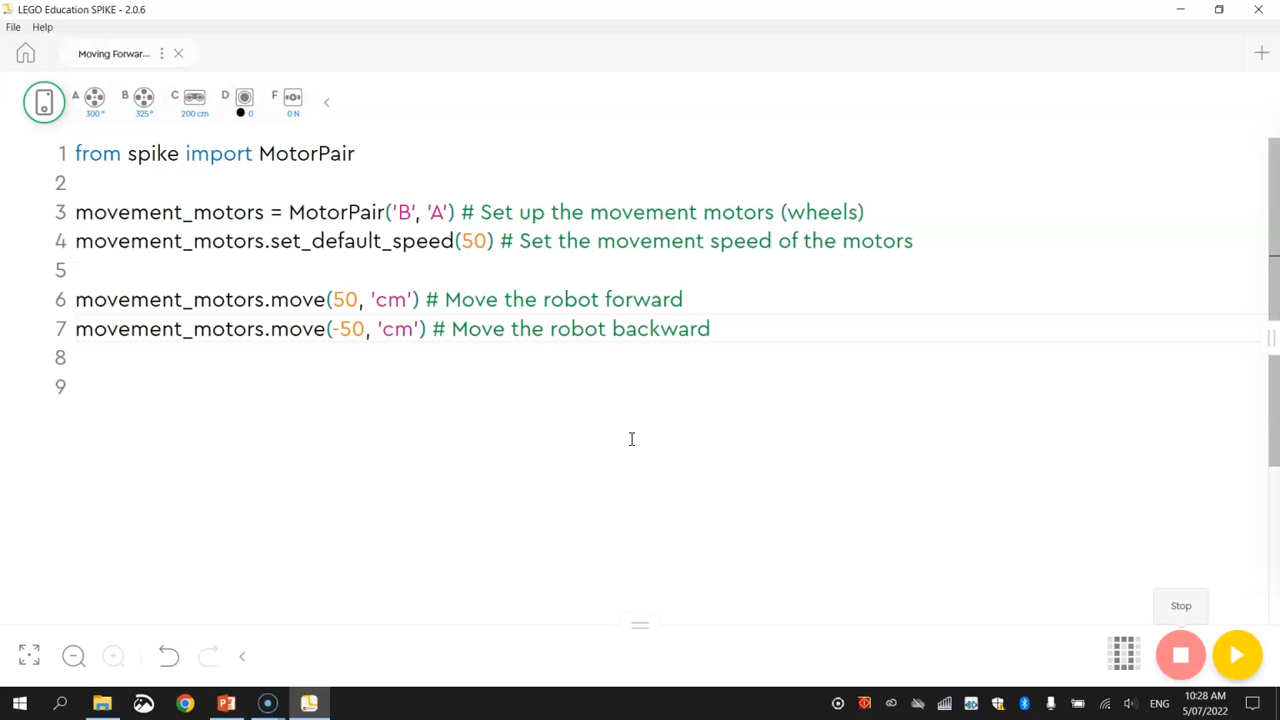 LEGO Education SPIKE - 2.0.6
File Help
Moving Forwar...
A B C D F
300° 325° 200 cm 0 0 N
1 from spike import MotorPair
2
3 movement_motors = MotorPair('B', 'A') # Set up the movement motors (wheels)
4 movement_motors.set_default_speed(50) # Set the movement speed of the motors
5
6 movement_motors.move(50, 'cm') # Move the robot forward
7 movement_motors.move(-50, 'cm') # Move the robot backward
8
9
Stop
ENG
10:28 AM
5/07/2022